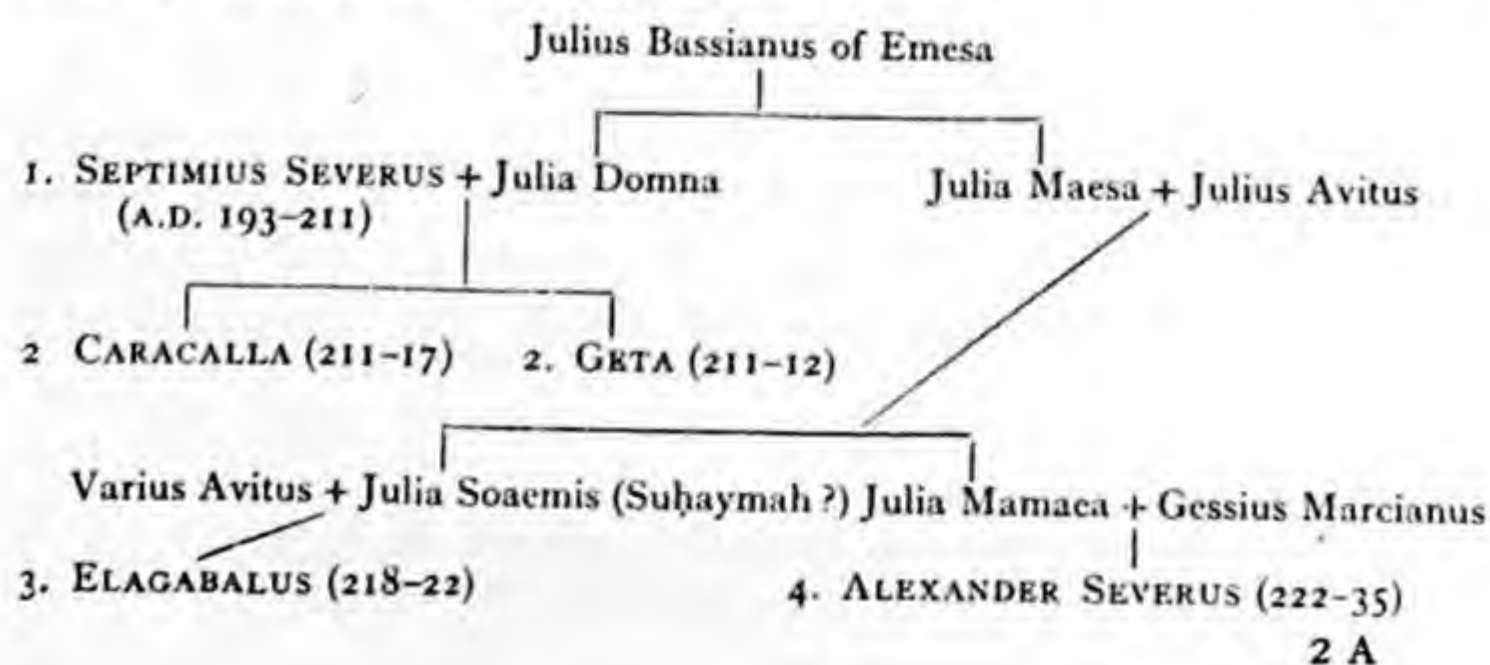 Julius Bassianus of Emesa
1. SEPTIMIUS SEVERUS + Julia Domna
Julia Maesa + Julius Avitus
(A.D. 193–211)
2 CARACALLA (211–17) 2. GETA (211–12)
Varius Avitus + Julia Soaemis (Suḥaymah ?) Julia Mamaea + Gessius Marcianus
3. ELAGABALUS (218–22)
4. ALEXANDER SEVERUS (222–35)
2 A